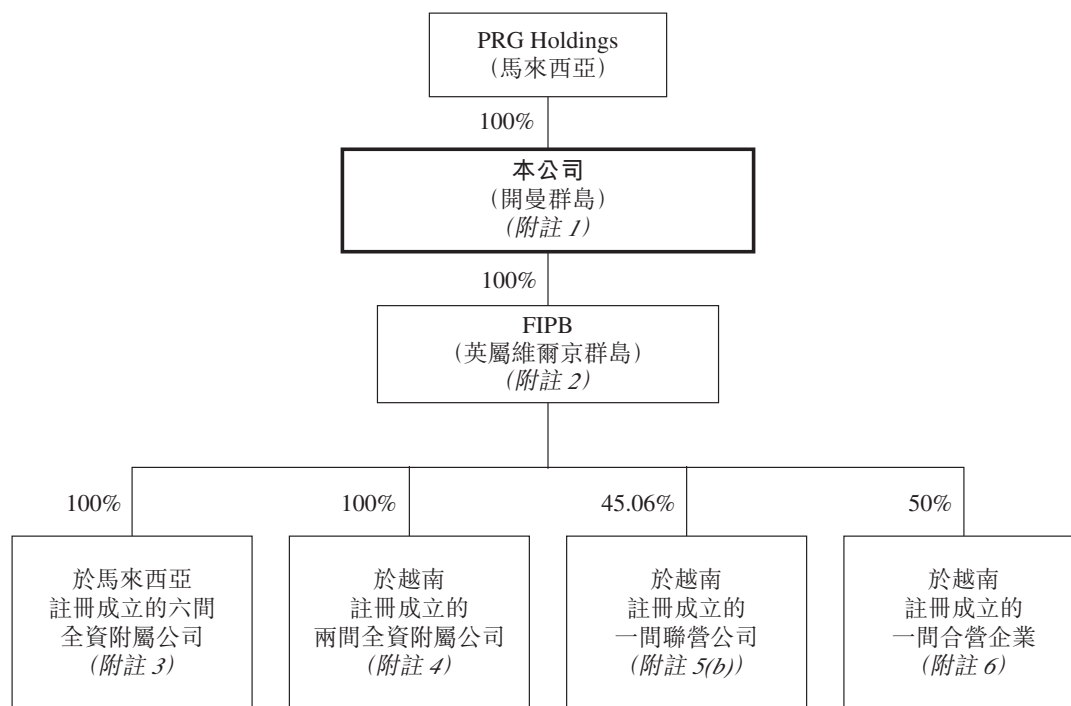 PRG Holdings
（馬來西亞）
100%
本公司
（開曼群島）
（附註 1）
100%
FIPB
（英屬維爾京群島）
（附註 2）
100%
100%
45.06%
50%
於馬來西亞
註冊成立的六間
全資附屬公司
（附註 3）
於越南
註冊成立的
兩間全資附屬公司
（附註 4）
於越南
註冊成立的
一間聯營公司
（附註 5(b)）
於越南
註冊成立的
一間合營企業
（附註 6）